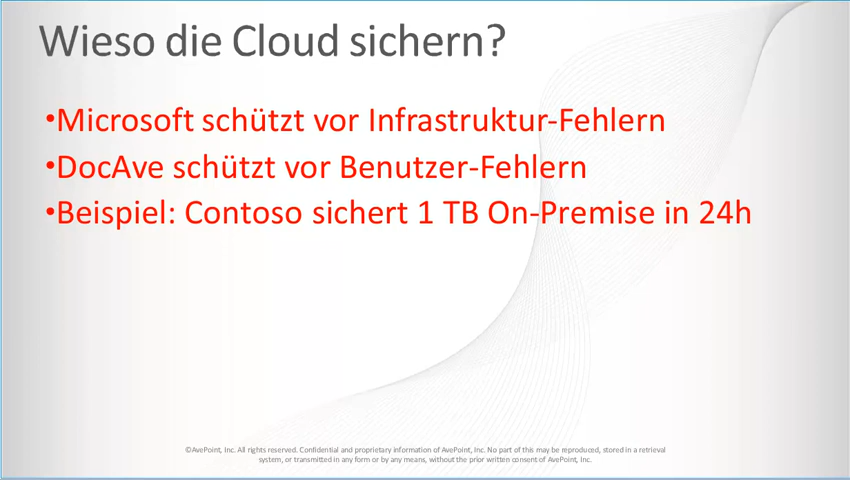 Wieso die Cloud sichern?
•Microsoft schützt vor Infrastruktur-Fehlern
•DocAve schützt vor Benutzer-Fehlern
•Beispiel: Contoso sichert 1 TB On-Premise in 24h
©AvePoint, Inc. All rights reserved. Confidential and proprietary information of AvePoint, Inc. No part of this may be reproduced, stored in a retrieval
system, or transmitted in any form or by any means, without the prior written consent of AvePoint, Inc.